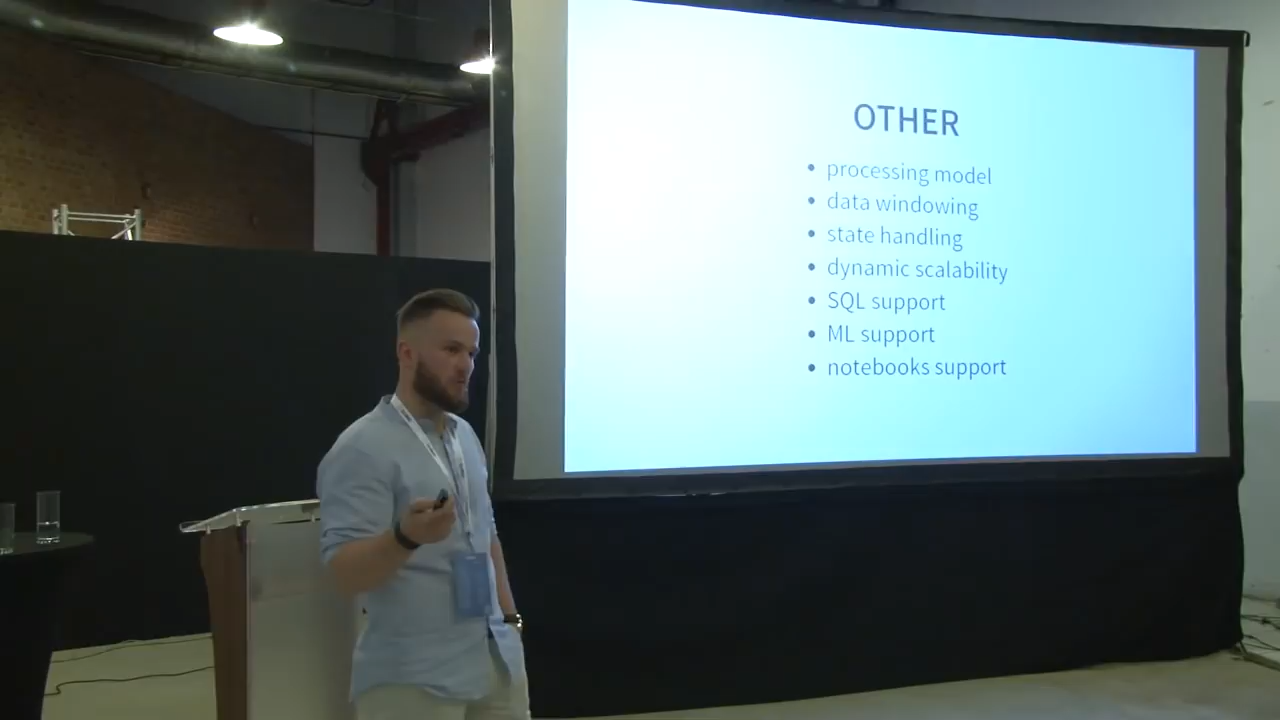 OTHER
• processing model
• data windowing
• state handling
• dynamic scalability
• SQL support
• ML support
• notebooks support